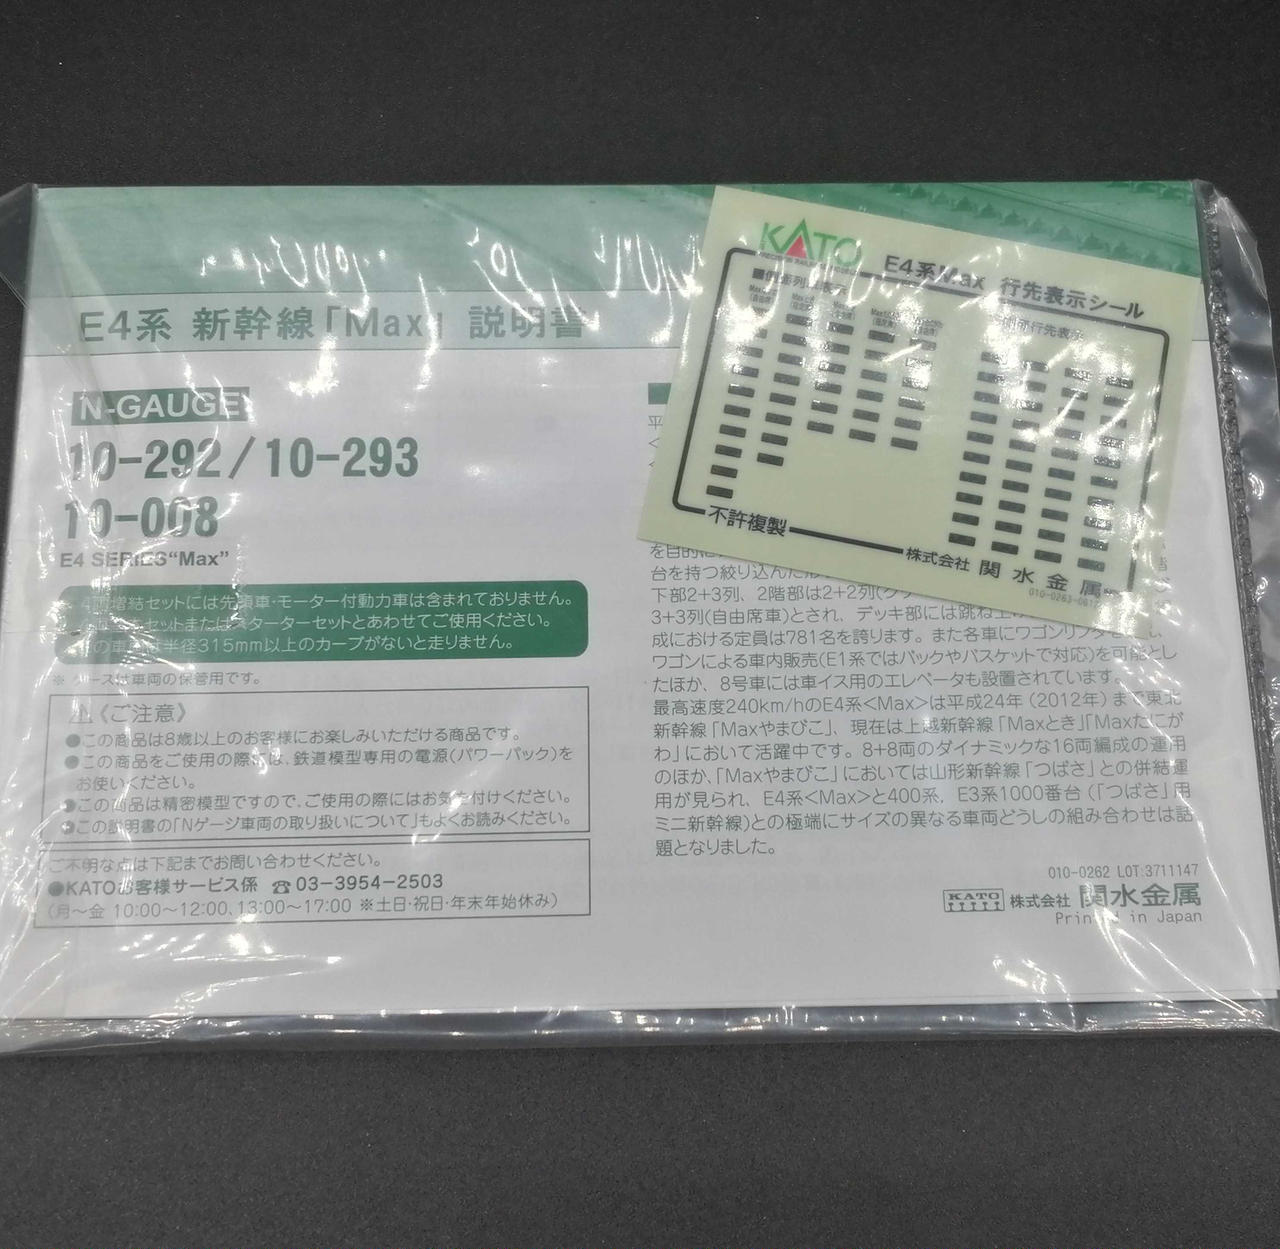 E4系 新幹線「Max」 説明書
N-GAUGE
10-292/10-293
10-008
E4 SERIES“Max”
増結セットには先頭車・モーター付動力車は含まれておりません。
セットまたはスターターセットとあわせてご使用ください。
半径315mm以上のカーブがないと走りません。
※ケースは車両の保管用です。
⚠《ご注意》
●この商品は8歳以上のお客様にお楽しみいただける商品です。
●この商品をご使用の際には、鉄道模型専用の電源(パワーパック)を
お使いください。
●この商品は精密模型ですので、ご使用の際にはお気を付けください。
●この説明書の「Nゲージ車両の取り扱いについて」もよくお読みください。
ご不明な点は下記までお問い合わせください。
●KATOお客様サービス係 ☎03-3954-2503
(月～金 10:00～12:00、13:00～17:00 ※土日・祝日・年末年始休み)
KATO
E4系Max 行先表示シール
不許複製
株式会社 関水金属
010-0263-0617
を目的に
台を持つ絞り込んだ
下部2+3列、2階部は2+2列
3+3列(自由席車)とされ、デッキ部には
成における定員は781名を誇ります。また各車に
ワゴンによる車内販売(E1系ではバックやバスケットで対応)を可能とし
たほか、8号車には車イス用のエレベータも設置されています。
最高速度240km/hのE4系<Max>は平成24年(2012年)まで東北
新幹線「Maxやまびこ」、現在は上越新幹線「Maxとき」「Maxたにが
わ」において活躍中です。8+8両のダイナミックな16両編成の運用
のほか、「Maxやまびこ」においては山形新幹線「つばさ」との併結運
用が見られ、E4系<Max>と400系、E3系1000番台(「つばさ」用
ミニ新幹線)との極端にサイズの異なる車両どうしの組み合わせは話
題となりました。
010-0262 LOT:3711147
KATO 株式会社 関水金属
Printed in Japan